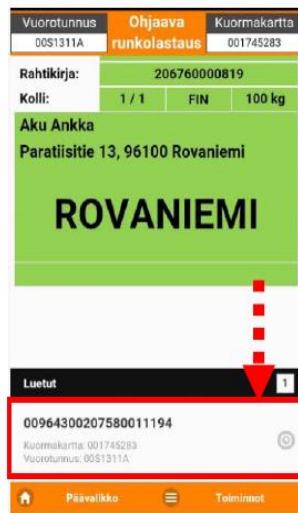 Vuorotunnus Ohjaava runkolastaus Kuormakartta
00S1311A 001745283
Rahtikirja: 206760000819
Kolli: 1 / 1 FIN 100 kg
Aku Ankka
Paratiisitie 13, 96100 Rovaniemi
ROVANIEMI
Luetut 1
00964300207580011194
Kuormakartta: 001745283
Vuorotunnus: 00S1311A
Päävalikko Toiminnot